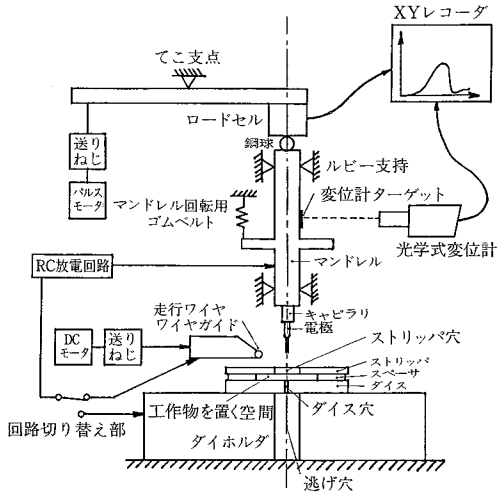 XYレコーダ
てこ支点
ロードセル
鋼球
送り
ねじ
パルス
モータ
ルビー支持
マンドレル回転用
ゴムベルト
変位計ターゲット
光学式変位計
マンドレル
RC放電回路
キャピラリ
電極
走行ワイヤ
ワイヤガイド
DC
モータ
送り
ねじ
ストリッパ穴
ストリッパ
スペーサ
ダイス
工作物を置く空間
ダイス穴
回路切り替え部
ダイホルダ
逃げ穴